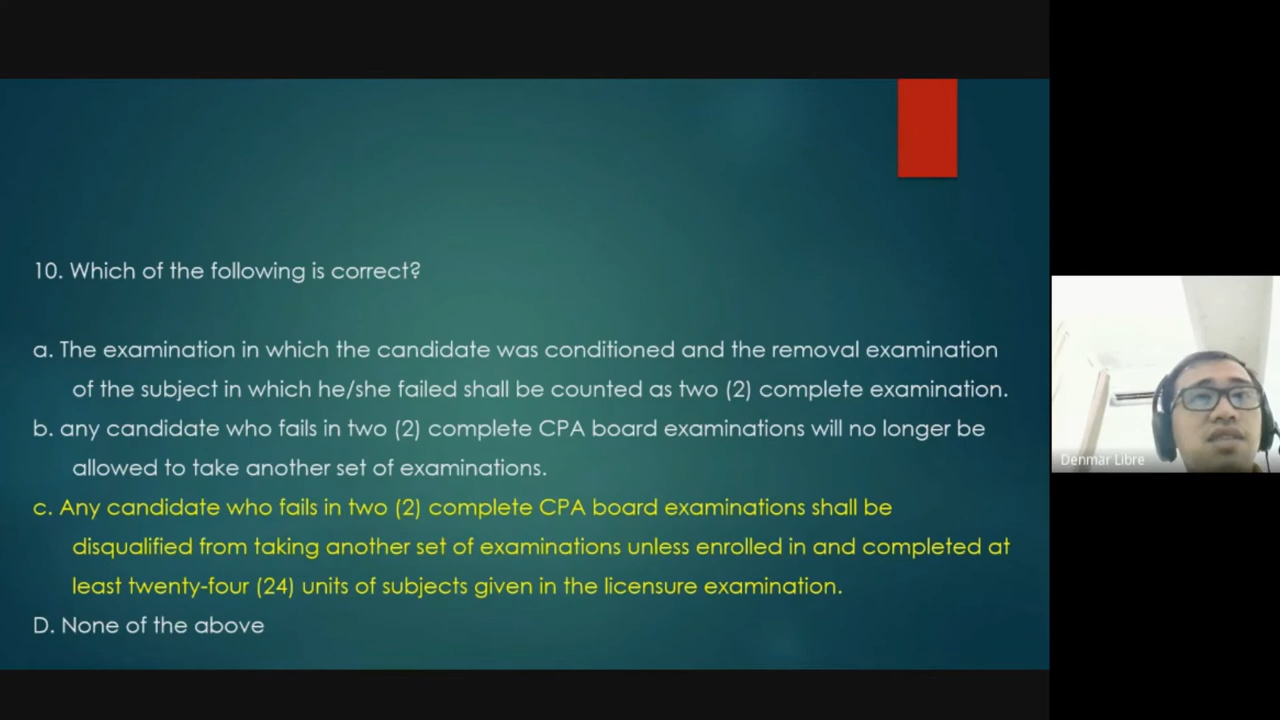 10. Which of the following is correct?
a. The examination in which the candidate was conditioned and the removal examination
of the subject in which he/she failed shall be counted as two (2) complete examination.
b. any candidate who fails in two (2) complete CPA board examinations will no longer be
allowed to take another set of examinations.
c. Any candidate who fails in two (2) complete CPA board examinations shall be
disqualified from taking another set of examinations unless enrolled in and completed at
least twenty-four (24) units of subjects given in the licensure examination.
D. None of the above
Denmar Libre